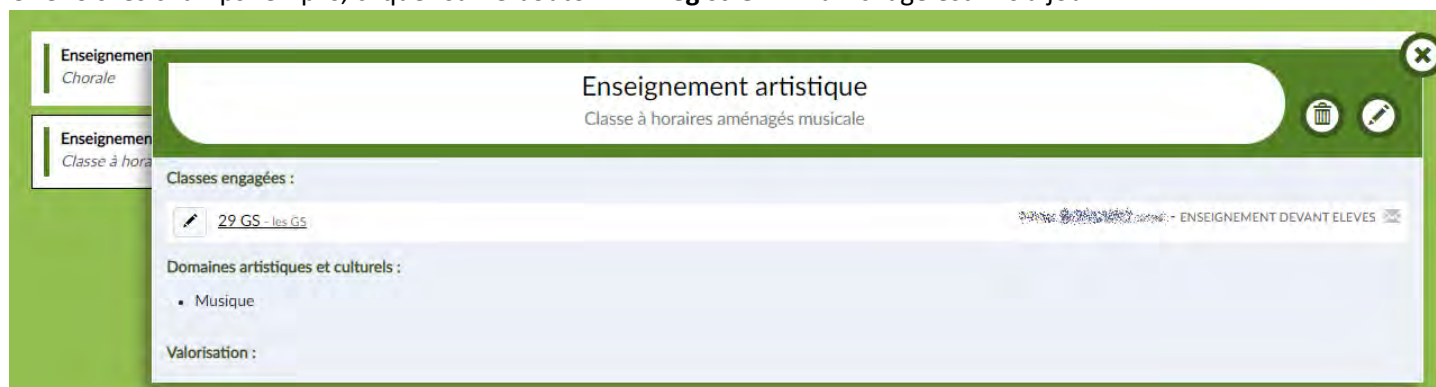 Enseignemen
Chorale
Enseignemen
Classe à hora
Enseignement artistique
Classe à horaires aménagés musicale
Classes engagées :
29 GS - les GS
- ENSEIGNEMENT DEVANT ELEVES
Domaines artistiques et culturels :
• Musique
Valorisation :